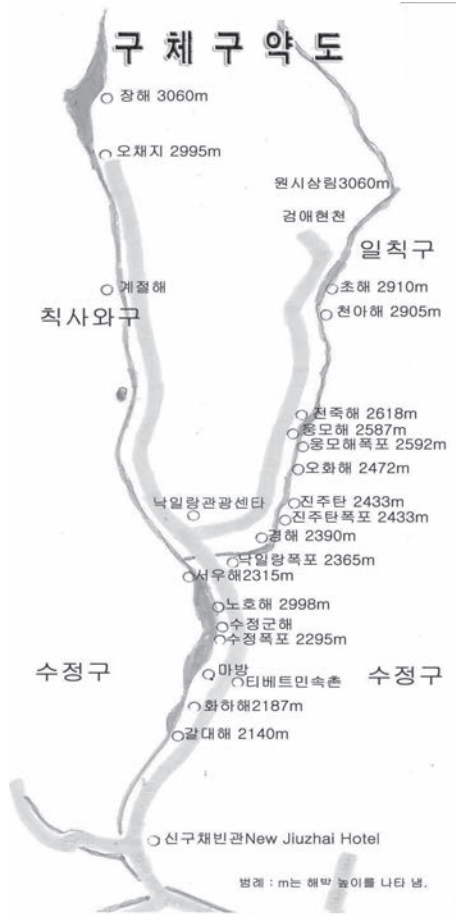 구체구약도
장해 3060m
오채지 2995m
원시삼림3060m
검애현천
일칙구
계절해
초해 2910m
칙사와구
천아해 2905m
전죽해 2618m
웅모해 2587m
웅모해폭포 2592m
오화해 2472m
낙일랑관광센타
진주탄 2433m
진주탄폭포 2433m
경해 2390m
낙일랑폭포 2365m
서우해2315m
노호해 2998m
수정군해
수정폭포 2295m
수정구
마방
티베트민속촌
수정구
화하해2187m
갈대해 2140m
신구채빈관New Jiuzhai Hotel
범례 : m는 해발 높이를 나타 냄.